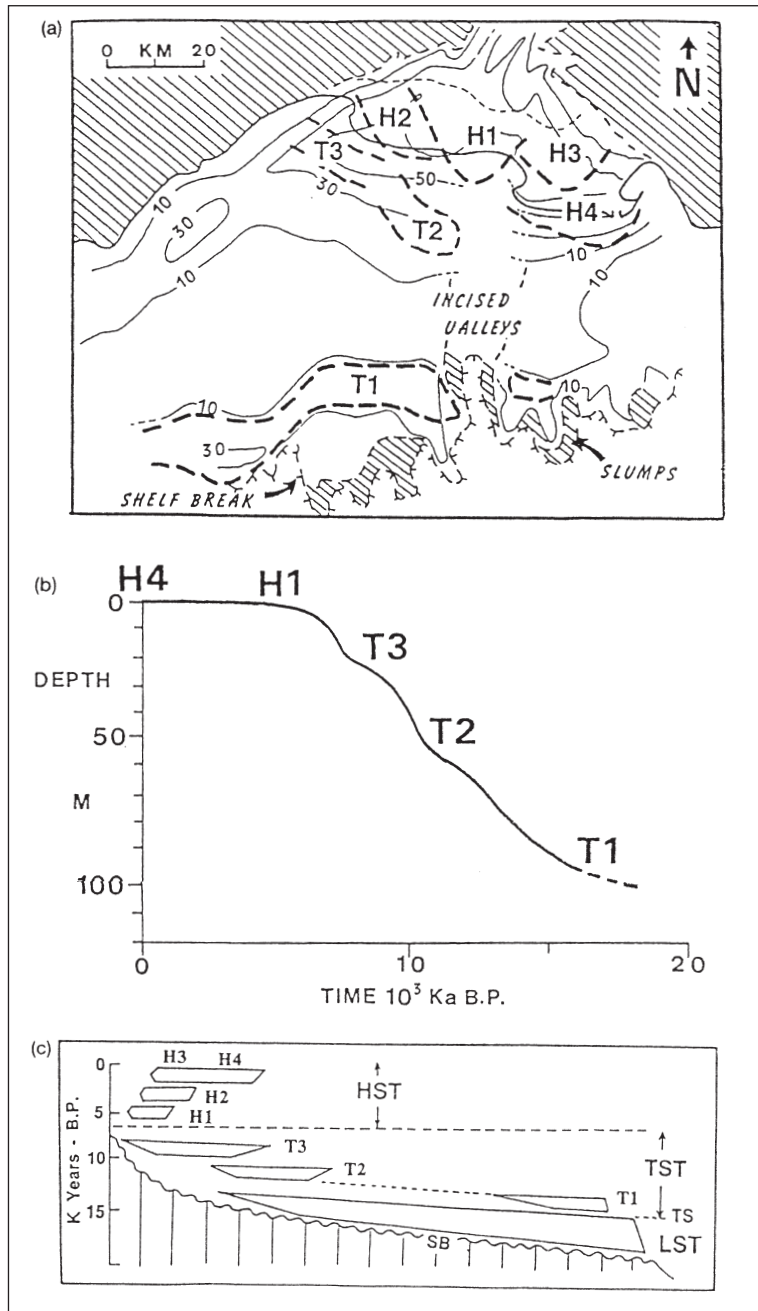 (a)
0 KM 20
N
H2
H1
H3
T3
50
30
H4
10
30
T2
10
10
INCISED
VALLEYS
T1
10
10
30
SHELF BREAK
SLUMPS
(b)
H4 H1
0
T3
DEPTH
50
T2
M
T1
100
0 10 20
TIME 10³ Ka B.P.
(c)
0
H3 H4
HST
H2
5
H1
T3
10
T2
TST
T1
15
TS
SB
LST
K Years - B.P.